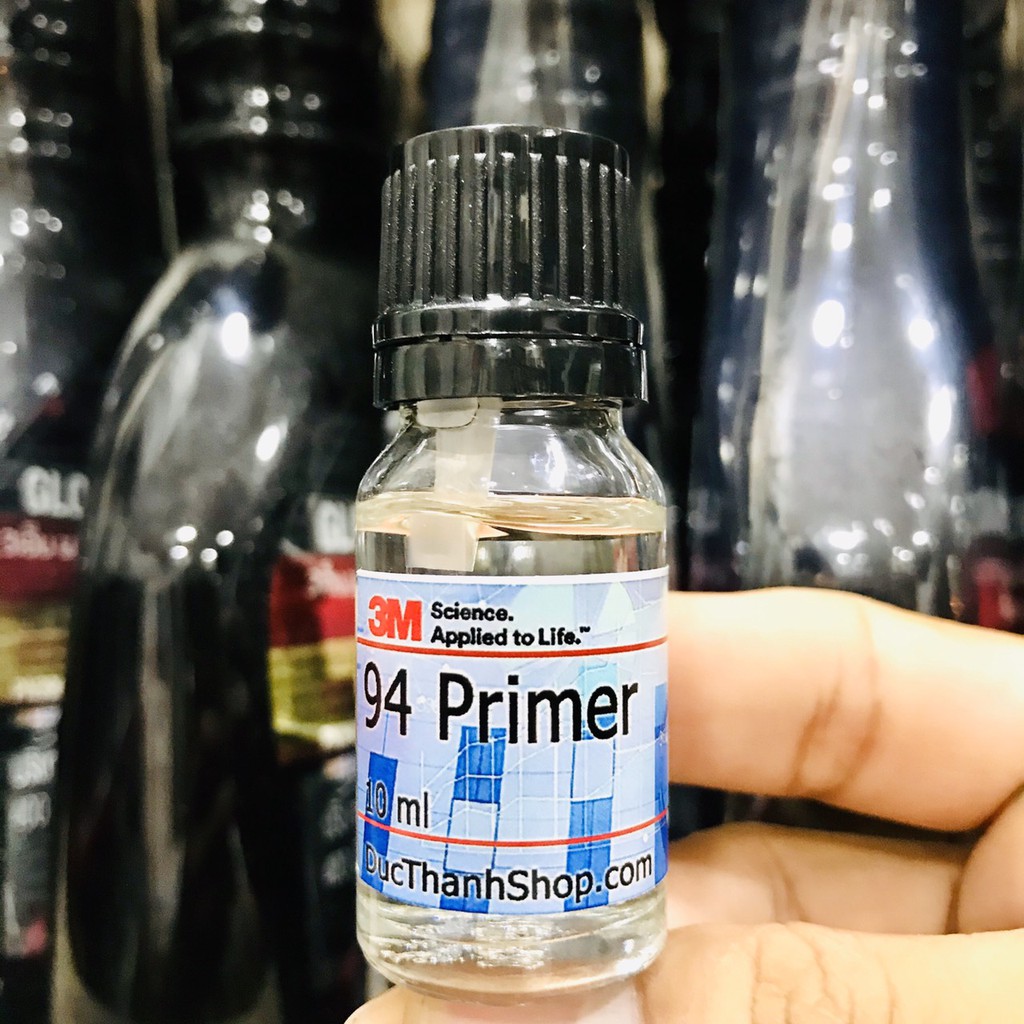 3M Science.
Applied to Life.™
94 Primer
10 ml
DucThanhShop.com